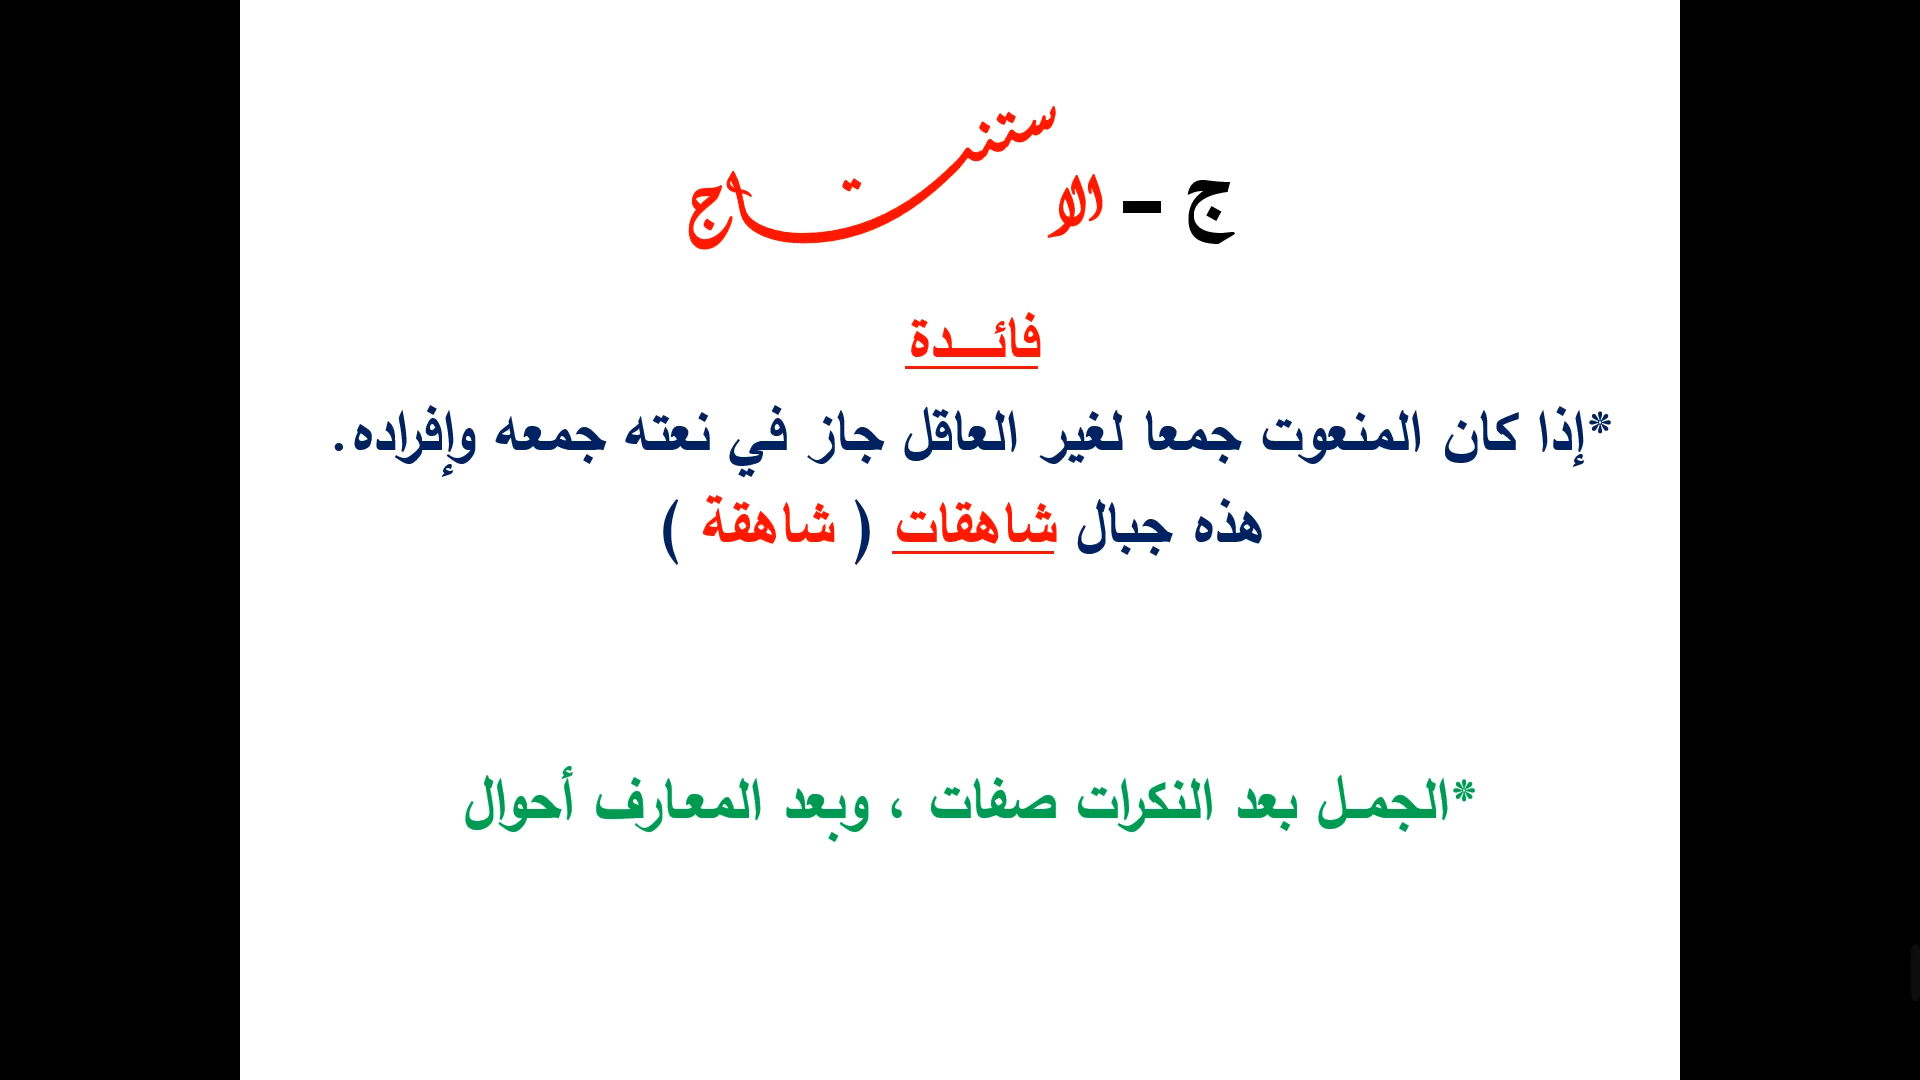 ج – الاستنتاج
فائـــدة
*إذا كان المنعوت جمعا لغير العاقل جاز في نعته جمعه وإفراده.
هذه جبال شاهقات ( شاهقة )
*الجمـل بعد النكرات صفات ، وبعد المعارف أحوال